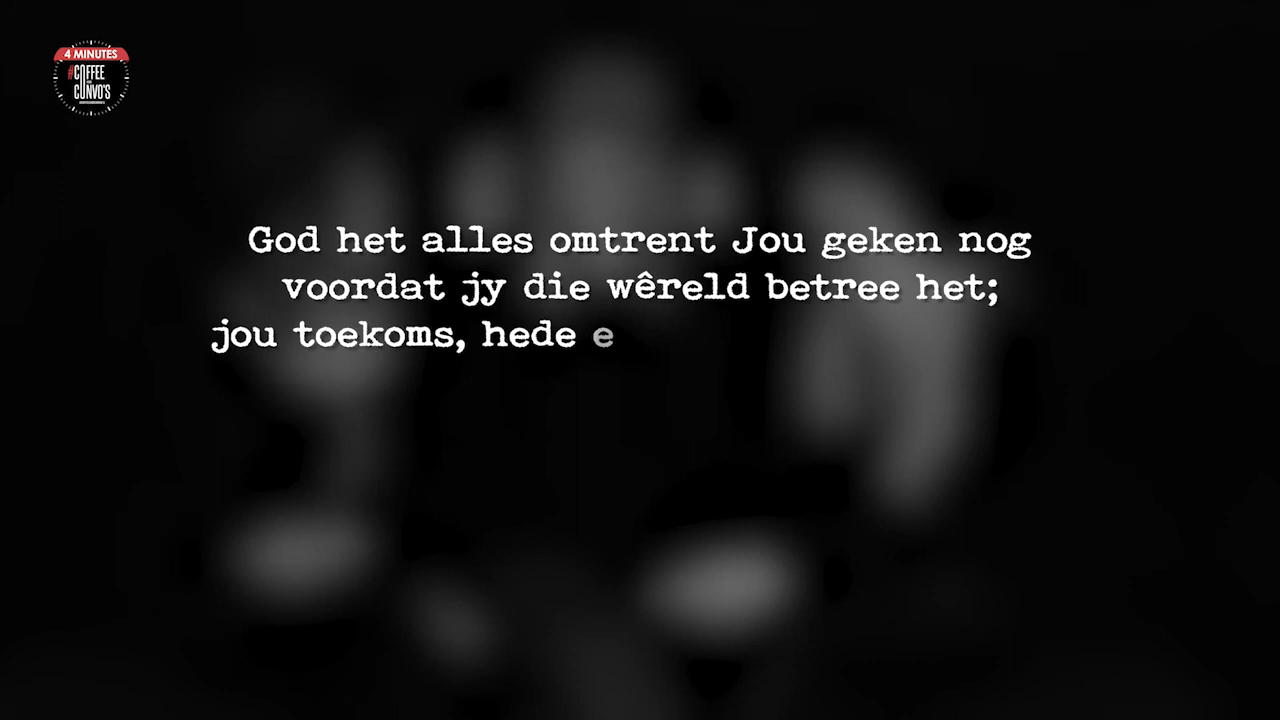 4 MINUTES
#COFFEE
CONVO'S
God het alles omtrent Jou geken nog
voordat jy die wêreld betree het;
jou toekoms, hede e